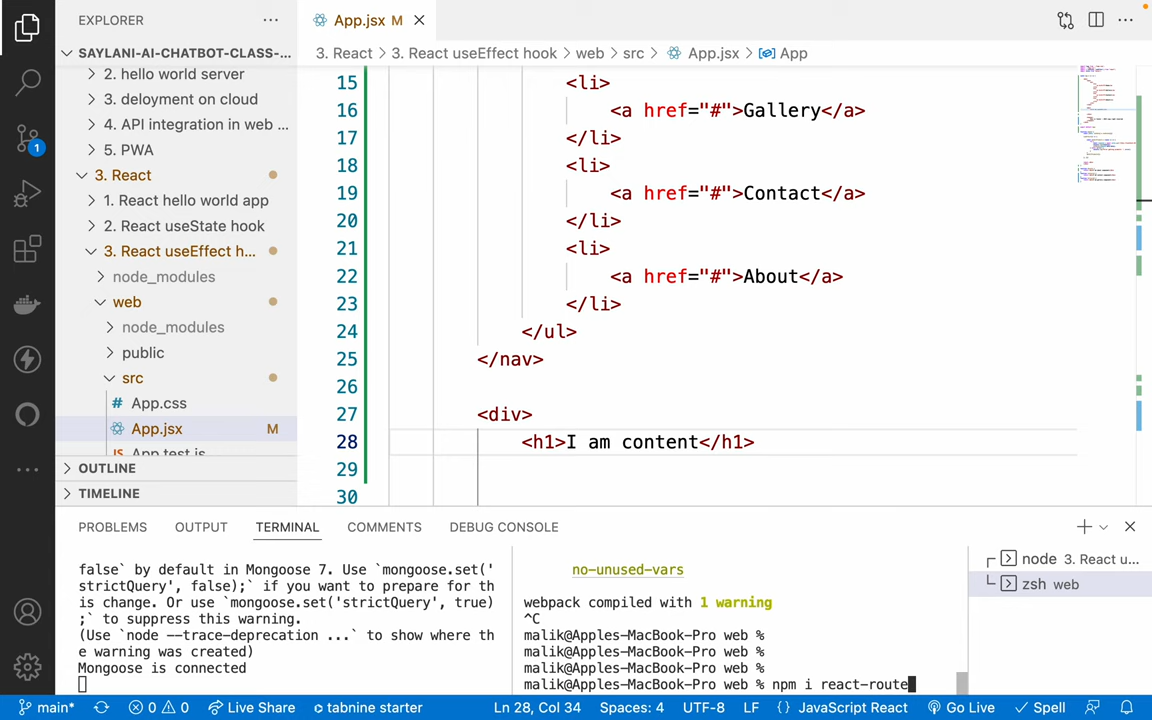 EXPLORER
SAYLANI-AI-CHATBOT-CLASS-...
2. hello world server
3. deloyment on cloud
4. API integration in web ...
5. PWA
3. React
1. React hello world app
2. React useState hook
3. React useEffect h...
node_modules
web
node_modules
public
src
# App.css
App.jsx M
App.test.js
OUTLINE
TIMELINE
1
App.jsx M
3. React > 3. React useEffect hook > web > src > App.jsx > App
15 <li>
16 <a href="#">Gallery</a>
17 </li>
18 <li>
19 <a href="#">Contact</a>
20 </li>
21 <li>
22 <a href="#">About</a>
23 </li>
24 </ul>
25 </nav>
26
27 <div>
28 <h1>I am content</h1>
29
30
PROBLEMS OUTPUT TERMINAL COMMENTS DEBUG CONSOLE
false` by default in Mongoose 7. Use `mongoose.set('
strictQuery', false);` if you want to prepare for th
is change. Or use `mongoose.set('strictQuery', true)
;` to suppress this warning.
(Use `node --trace-deprecation ...` to show where th
e warning was created)
Mongoose is connected
no-unused-vars
webpack compiled with 1 warning
^C
malik@Apples-MacBook-Pro web %
malik@Apples-MacBook-Pro web %
malik@Apples-MacBook-Pro web %
malik@Apples-MacBook-Pro web % npm i react-route
node 3. React u...
zsh web
main* 0 0 Live Share tabnine starter Ln 28, Col 34 Spaces: 4 UTF-8 LF {} JavaScript React Go Live Spell